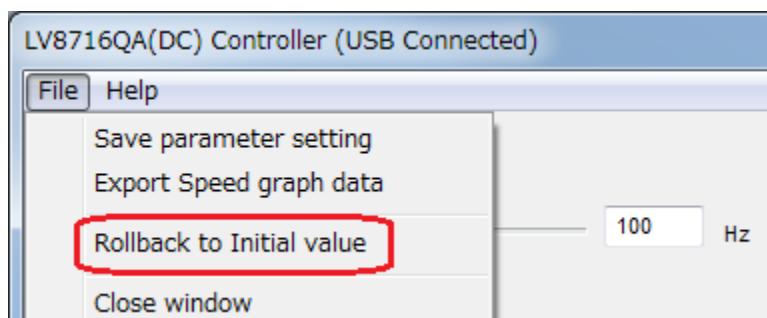 LV8716QA(DC) Controller (USB Connected)
File Help
Save parameter setting
Export Speed graph data
Rollback to Initial value
100 Hz
Close window